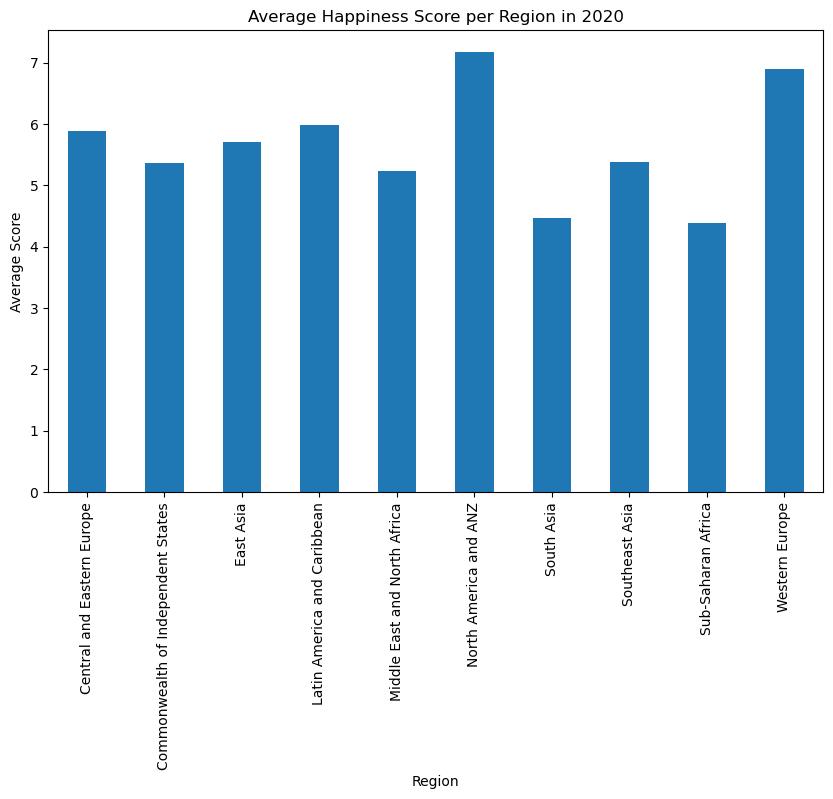 Average Happiness Score per Region in 2020
Average Score
7
6
5
4
3
2
1
0
Central and Eastern Europe
Commonwealth of Independent States
East Asia
Latin America and Caribbean
Middle East and North Africa
North America and ANZ
South Asia
Southeast Asia
Sub-Saharan Africa
Western Europe
Region